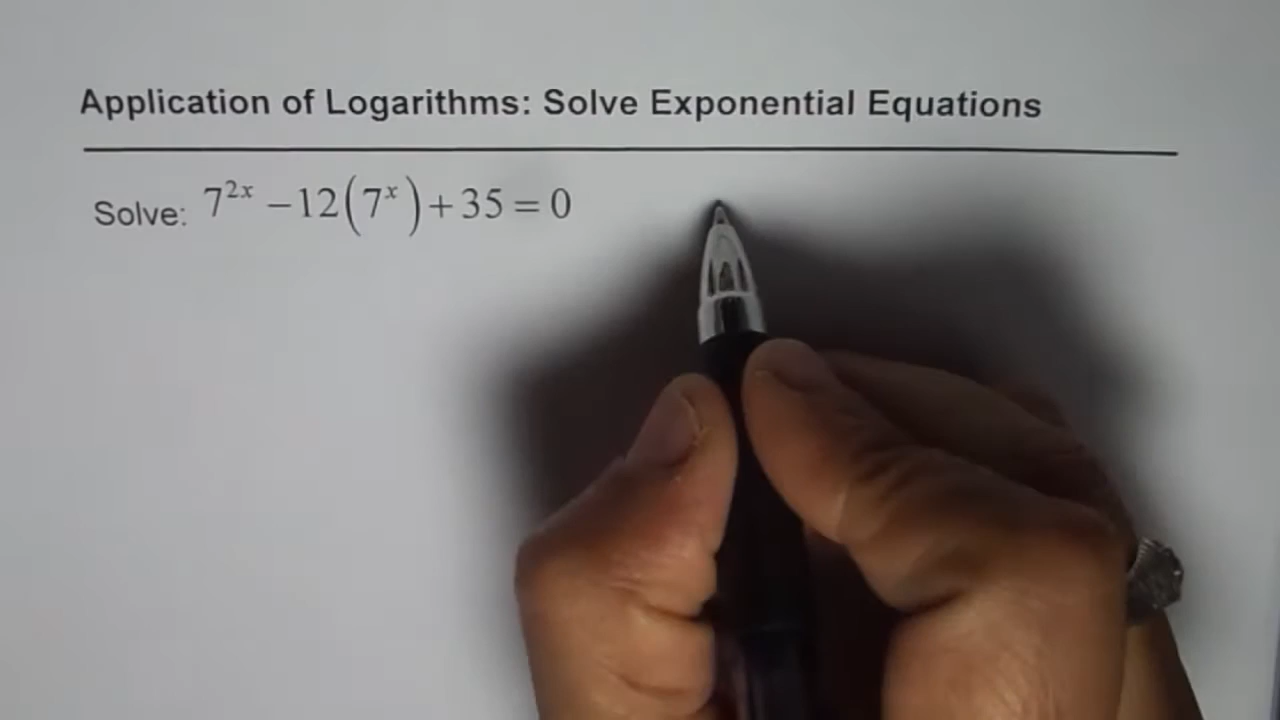 Application of Logarithms: Solve Exponential Equations
Solve: 7^{2x} − 12(7^x) + 35 = 0